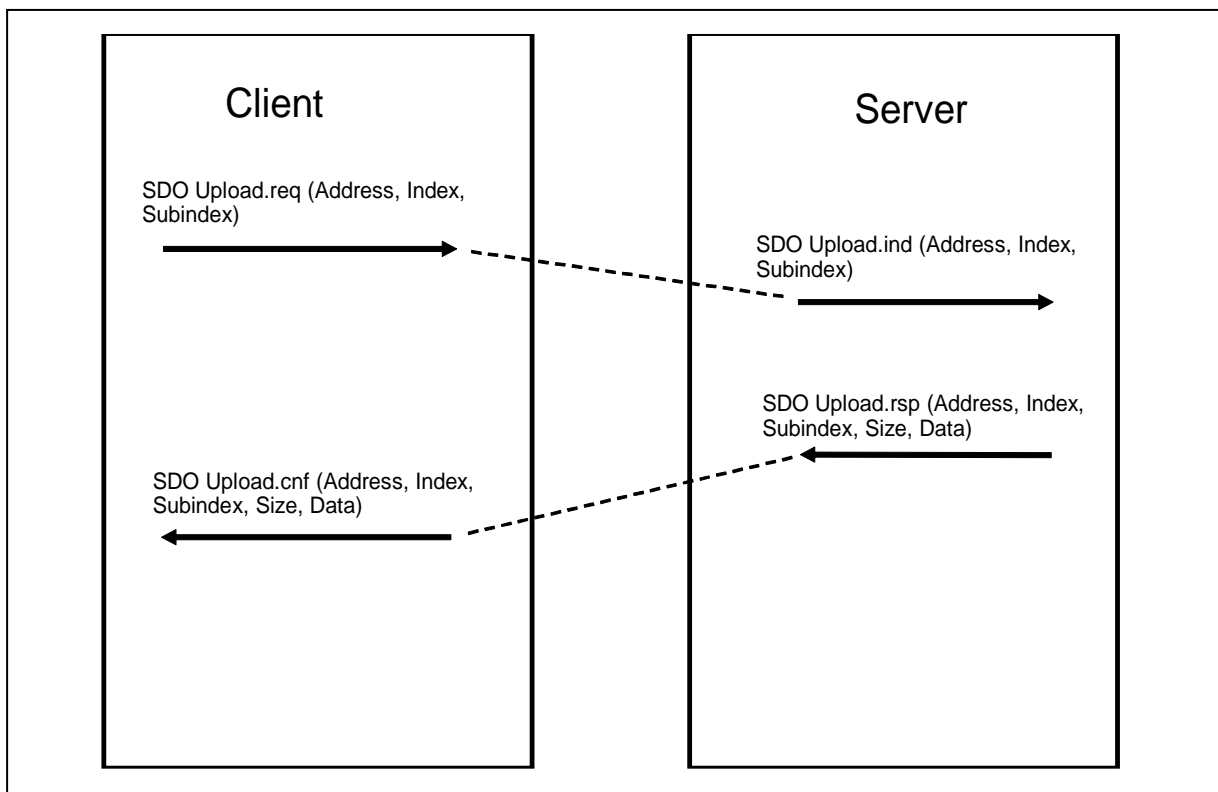 Client
Server
SDO Upload.req (Address, Index,
Subindex)
SDO Upload.ind (Address, Index,
Subindex)
SDO Upload.rsp (Address, Index,
Subindex, Size, Data)
SDO Upload.cnf (Address, Index,
Subindex, Size, Data)